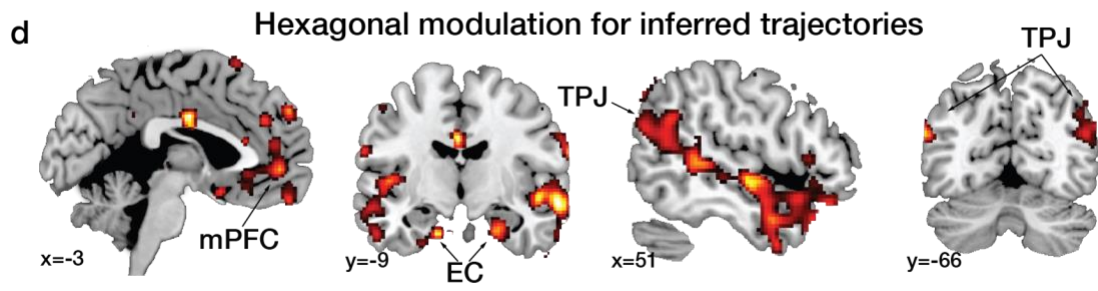 d
Hexagonal modulation for inferred trajectories
TPJ
TPJ
mPFC
EC
x=-3
y=-9
x=51
y=-66